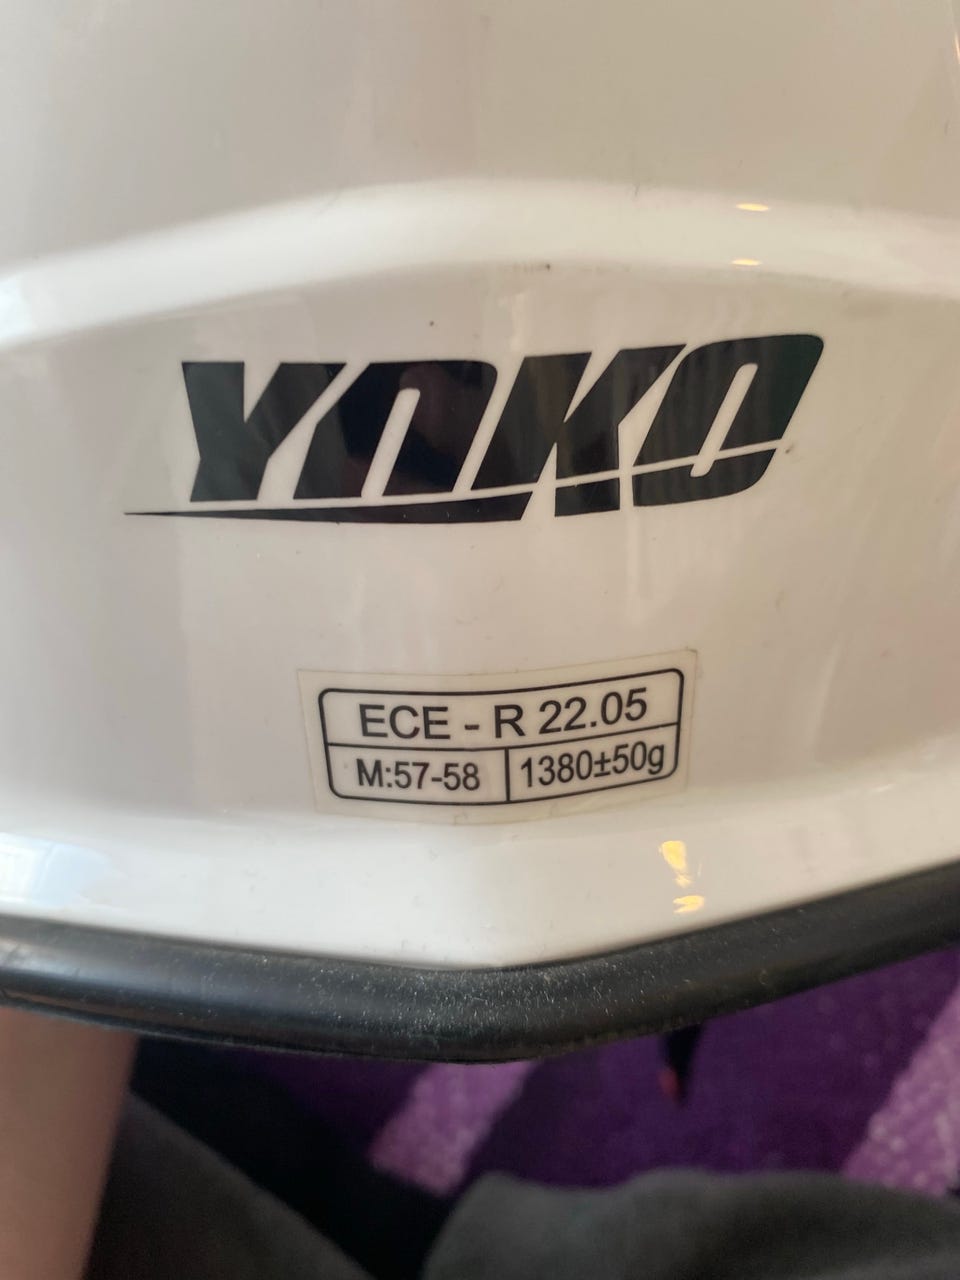 YOKO
ECE - R 22.05
M:57-58
1380±50g